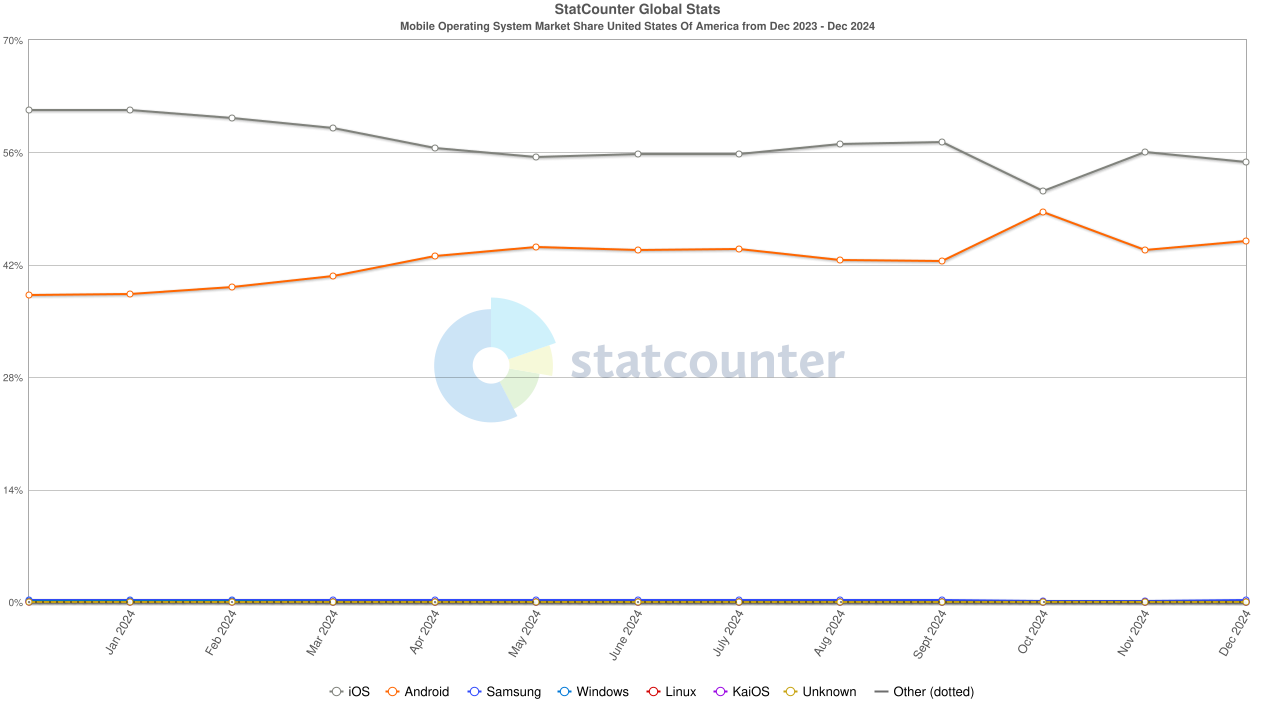 StatCounter Global Stats
Mobile Operating System Market Share United States Of America from Dec 2023 - Dec 2024
70%
56%
42%
28%
14%
0%
statcounter
Jan 2024
Feb 2024
Mar 2024
Apr 2024
May 2024
June 2024
July 2024
Aug 2024
Sept 2024
Oct 2024
Nov 2024
Dec 2024
iOS Android Samsung Windows Linux KaiOS Unknown Other (dotted)